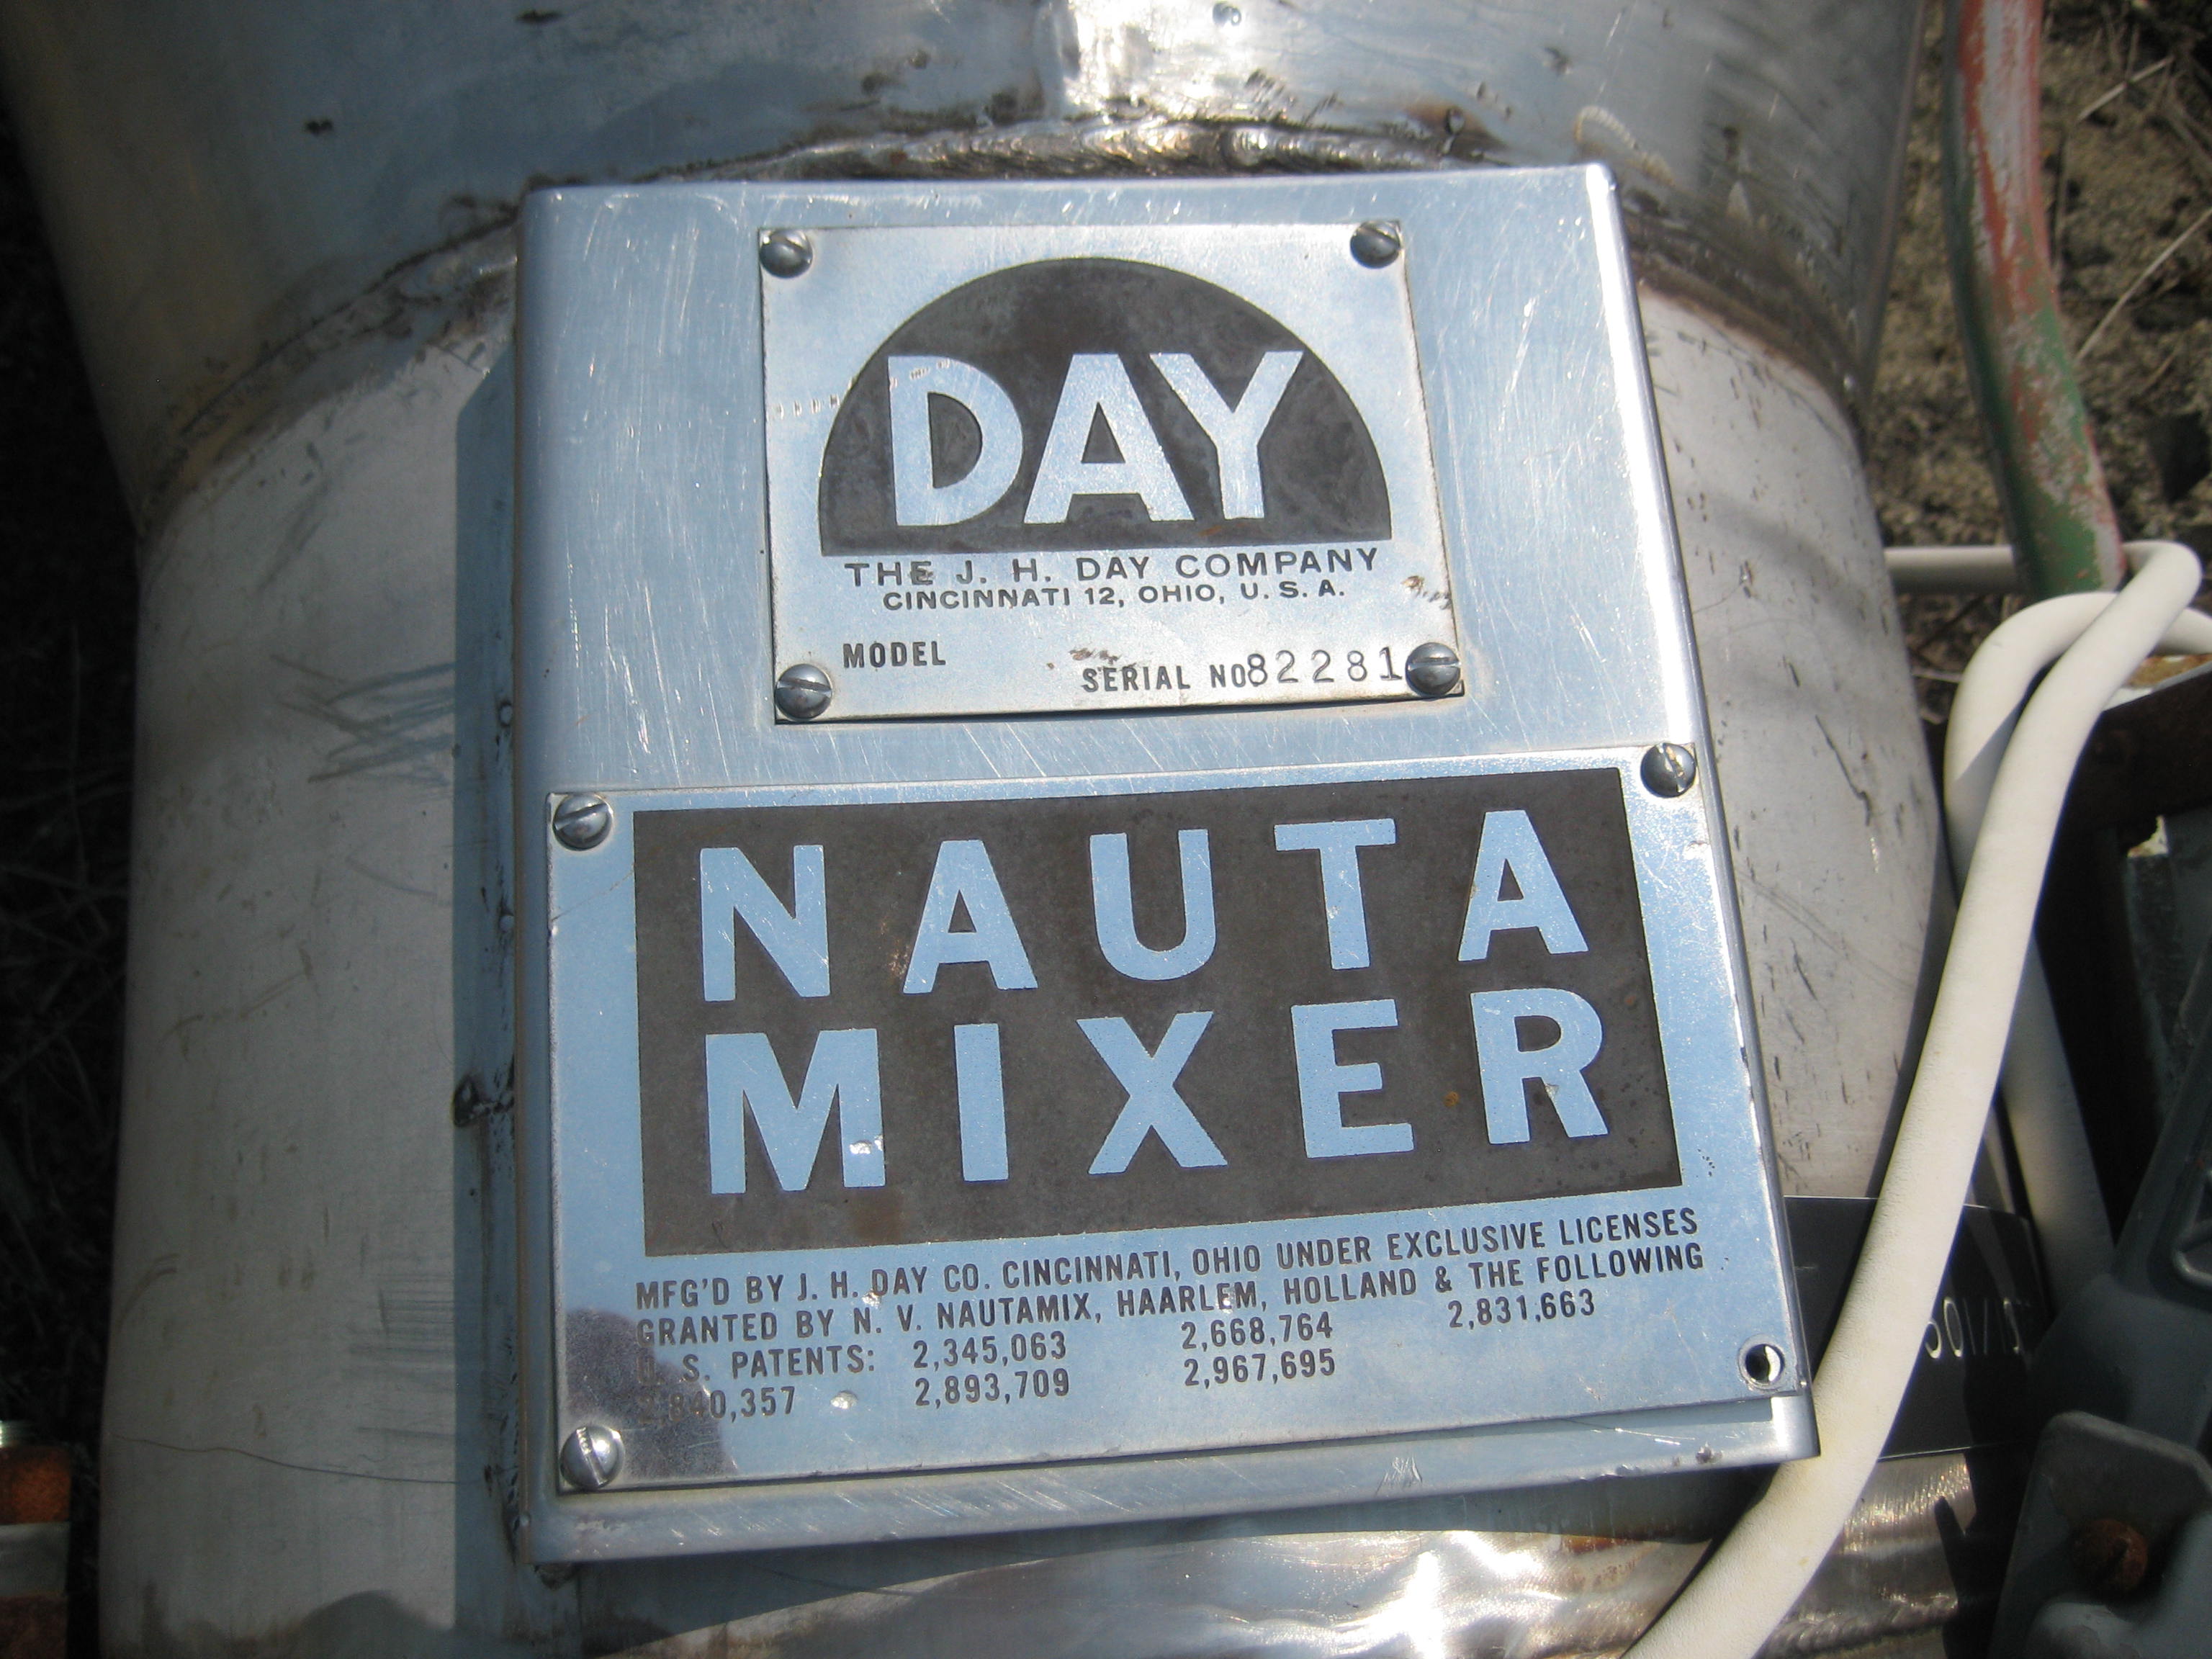 DAY
THE J. H. DAY COMPANY
CINCINNATI 12, OHIO, U. S. A.
MODEL
SERIAL NO 82281
NAUTA
MIXER
MFG'D BY J. H. DAY CO. CINCINNATI, OHIO UNDER EXCLUSIVE LICENSES
GRANTED BY N. V. NAUTAMIX, HAARLEM, HOLLAND & THE FOLLOWING
U. S. PATENTS: 2,345,063 2,668,764 2,831,663
2,840,357 2,893,709 2,967,695